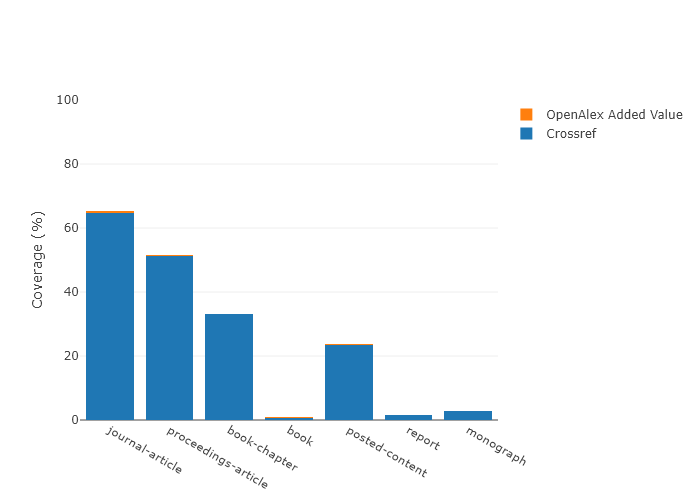 100
80
60
40
20
0
Coverage (%)
journal-article
proceedings-article
book-chapter
book
posted-content
report
monograph
OpenAlex Added Value
Crossref